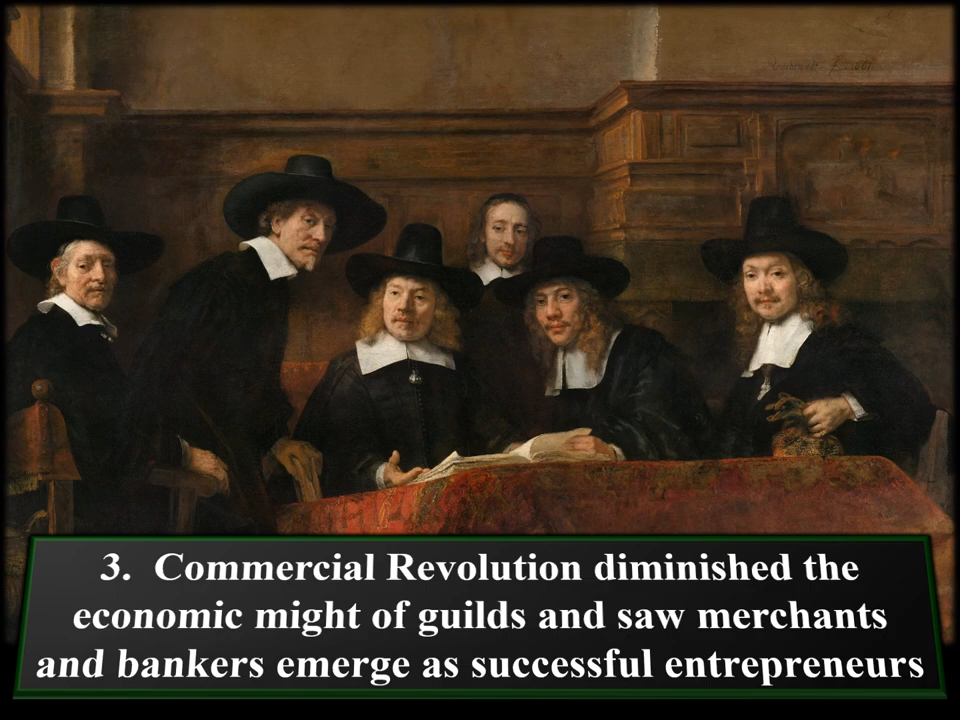 3. Commercial Revolution diminished the
economic might of guilds and saw merchants
and bankers emerge as successful entrepreneurs